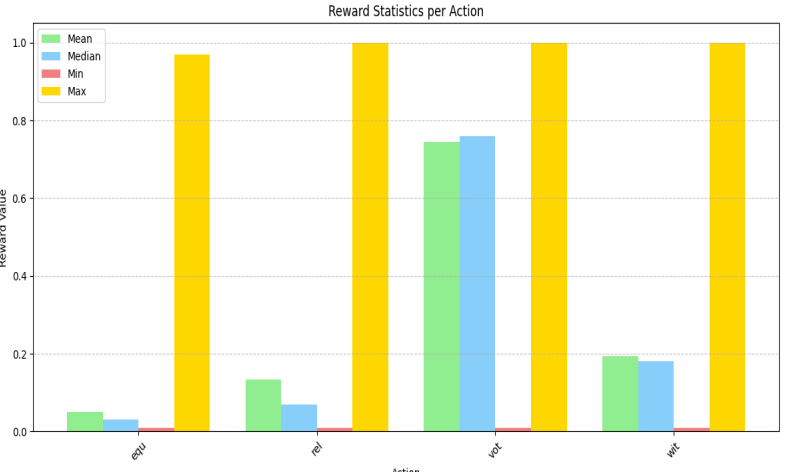 Reward Statistics per Action
Mean
Median
Min
Max
1.0
0.8
0.6
0.4
0.2
0.0
Reward Value
equ
rel
vot
wit
Action